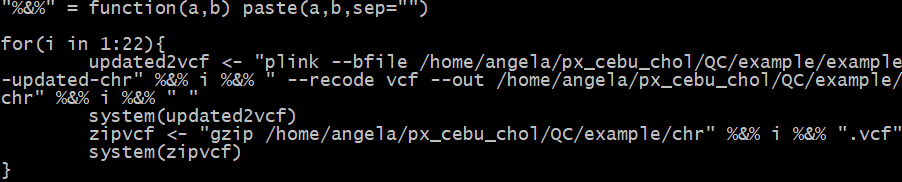 "%&%" = function(a,b) paste(a,b,sep="")
for(i in 1:22){
updated2vcf <- "plink --bfile /home/angela/px_cebu_chol/QC/example/example
-updated-chr" %&% i %&% " --recode vcf --out /home/angela/px_cebu_chol/QC/example/
chr" %&% i %&% " "
system(updated2vcf)
zipvcf <- "gzip /home/angela/px_cebu_chol/QC/example/chr" %&% i %&% ".vcf"
system(zipvcf)
}